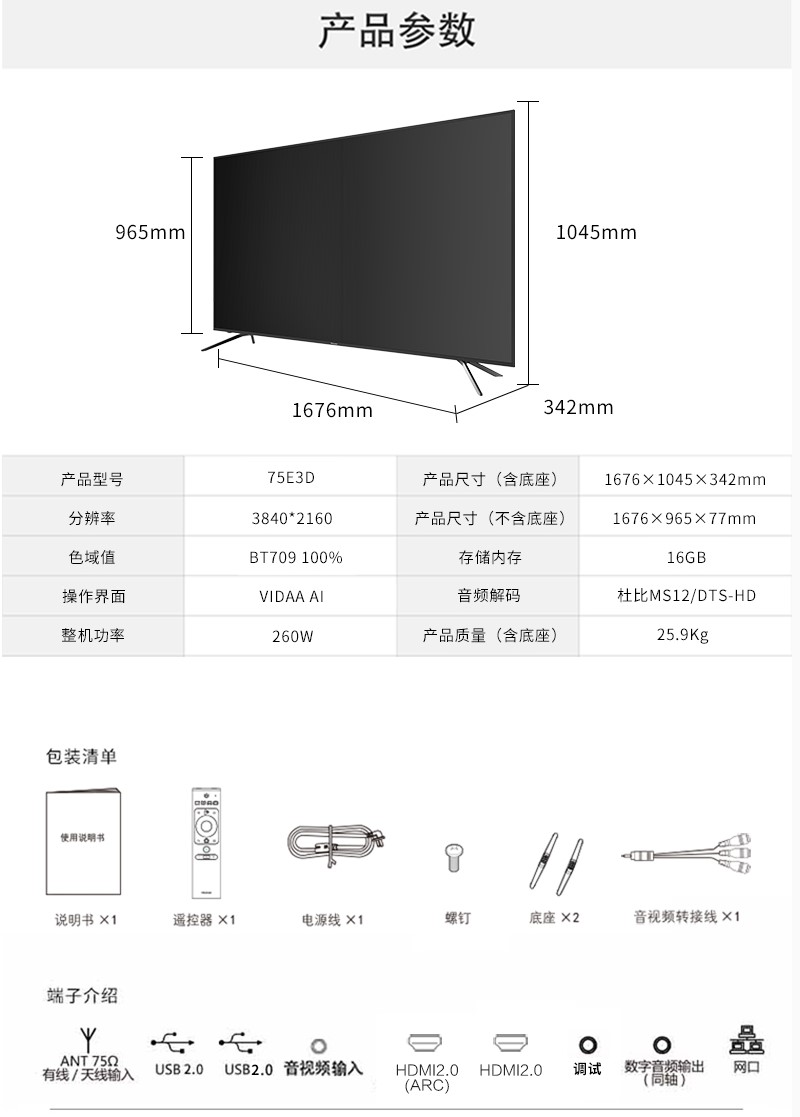 产品参数
965mm
1045mm
1676mm
342mm
产品型号
75E3D
产品尺寸（含底座）
1676×1045×342mm
分辨率
3840*2160
产品尺寸（不含底座）
1676×965×77mm
色域值
BT709 100%
存储内存
16GB
操作界面
VIDAA AI
音频解码
杜比MS12/DTS-HD
整机功率
260W
产品质量（含底座）
25.9Kg
包装清单
使用说明书
说明书 ×1
遥控器 ×1
电源线 ×1
螺钉
底座 ×2
音视频转接线 ×1
端子介绍
ANT 75Ω
有线/天线输入
USB 2.0
USB2.0
音视频输入
HDMI2.0
(ARC)
HDMI2.0
调试
数字音频输出
（同轴）
网口